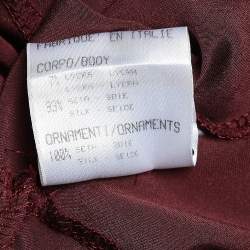 FABRIQUE' EN ITALIE
CORPO/BODY
7% LYCRA - LYCRA
93% SETA - SOIE
SILK - SEIDE
ORNAMENTI/ORNAMENTS
100% SETA - SOIE
SILK - SEIDE